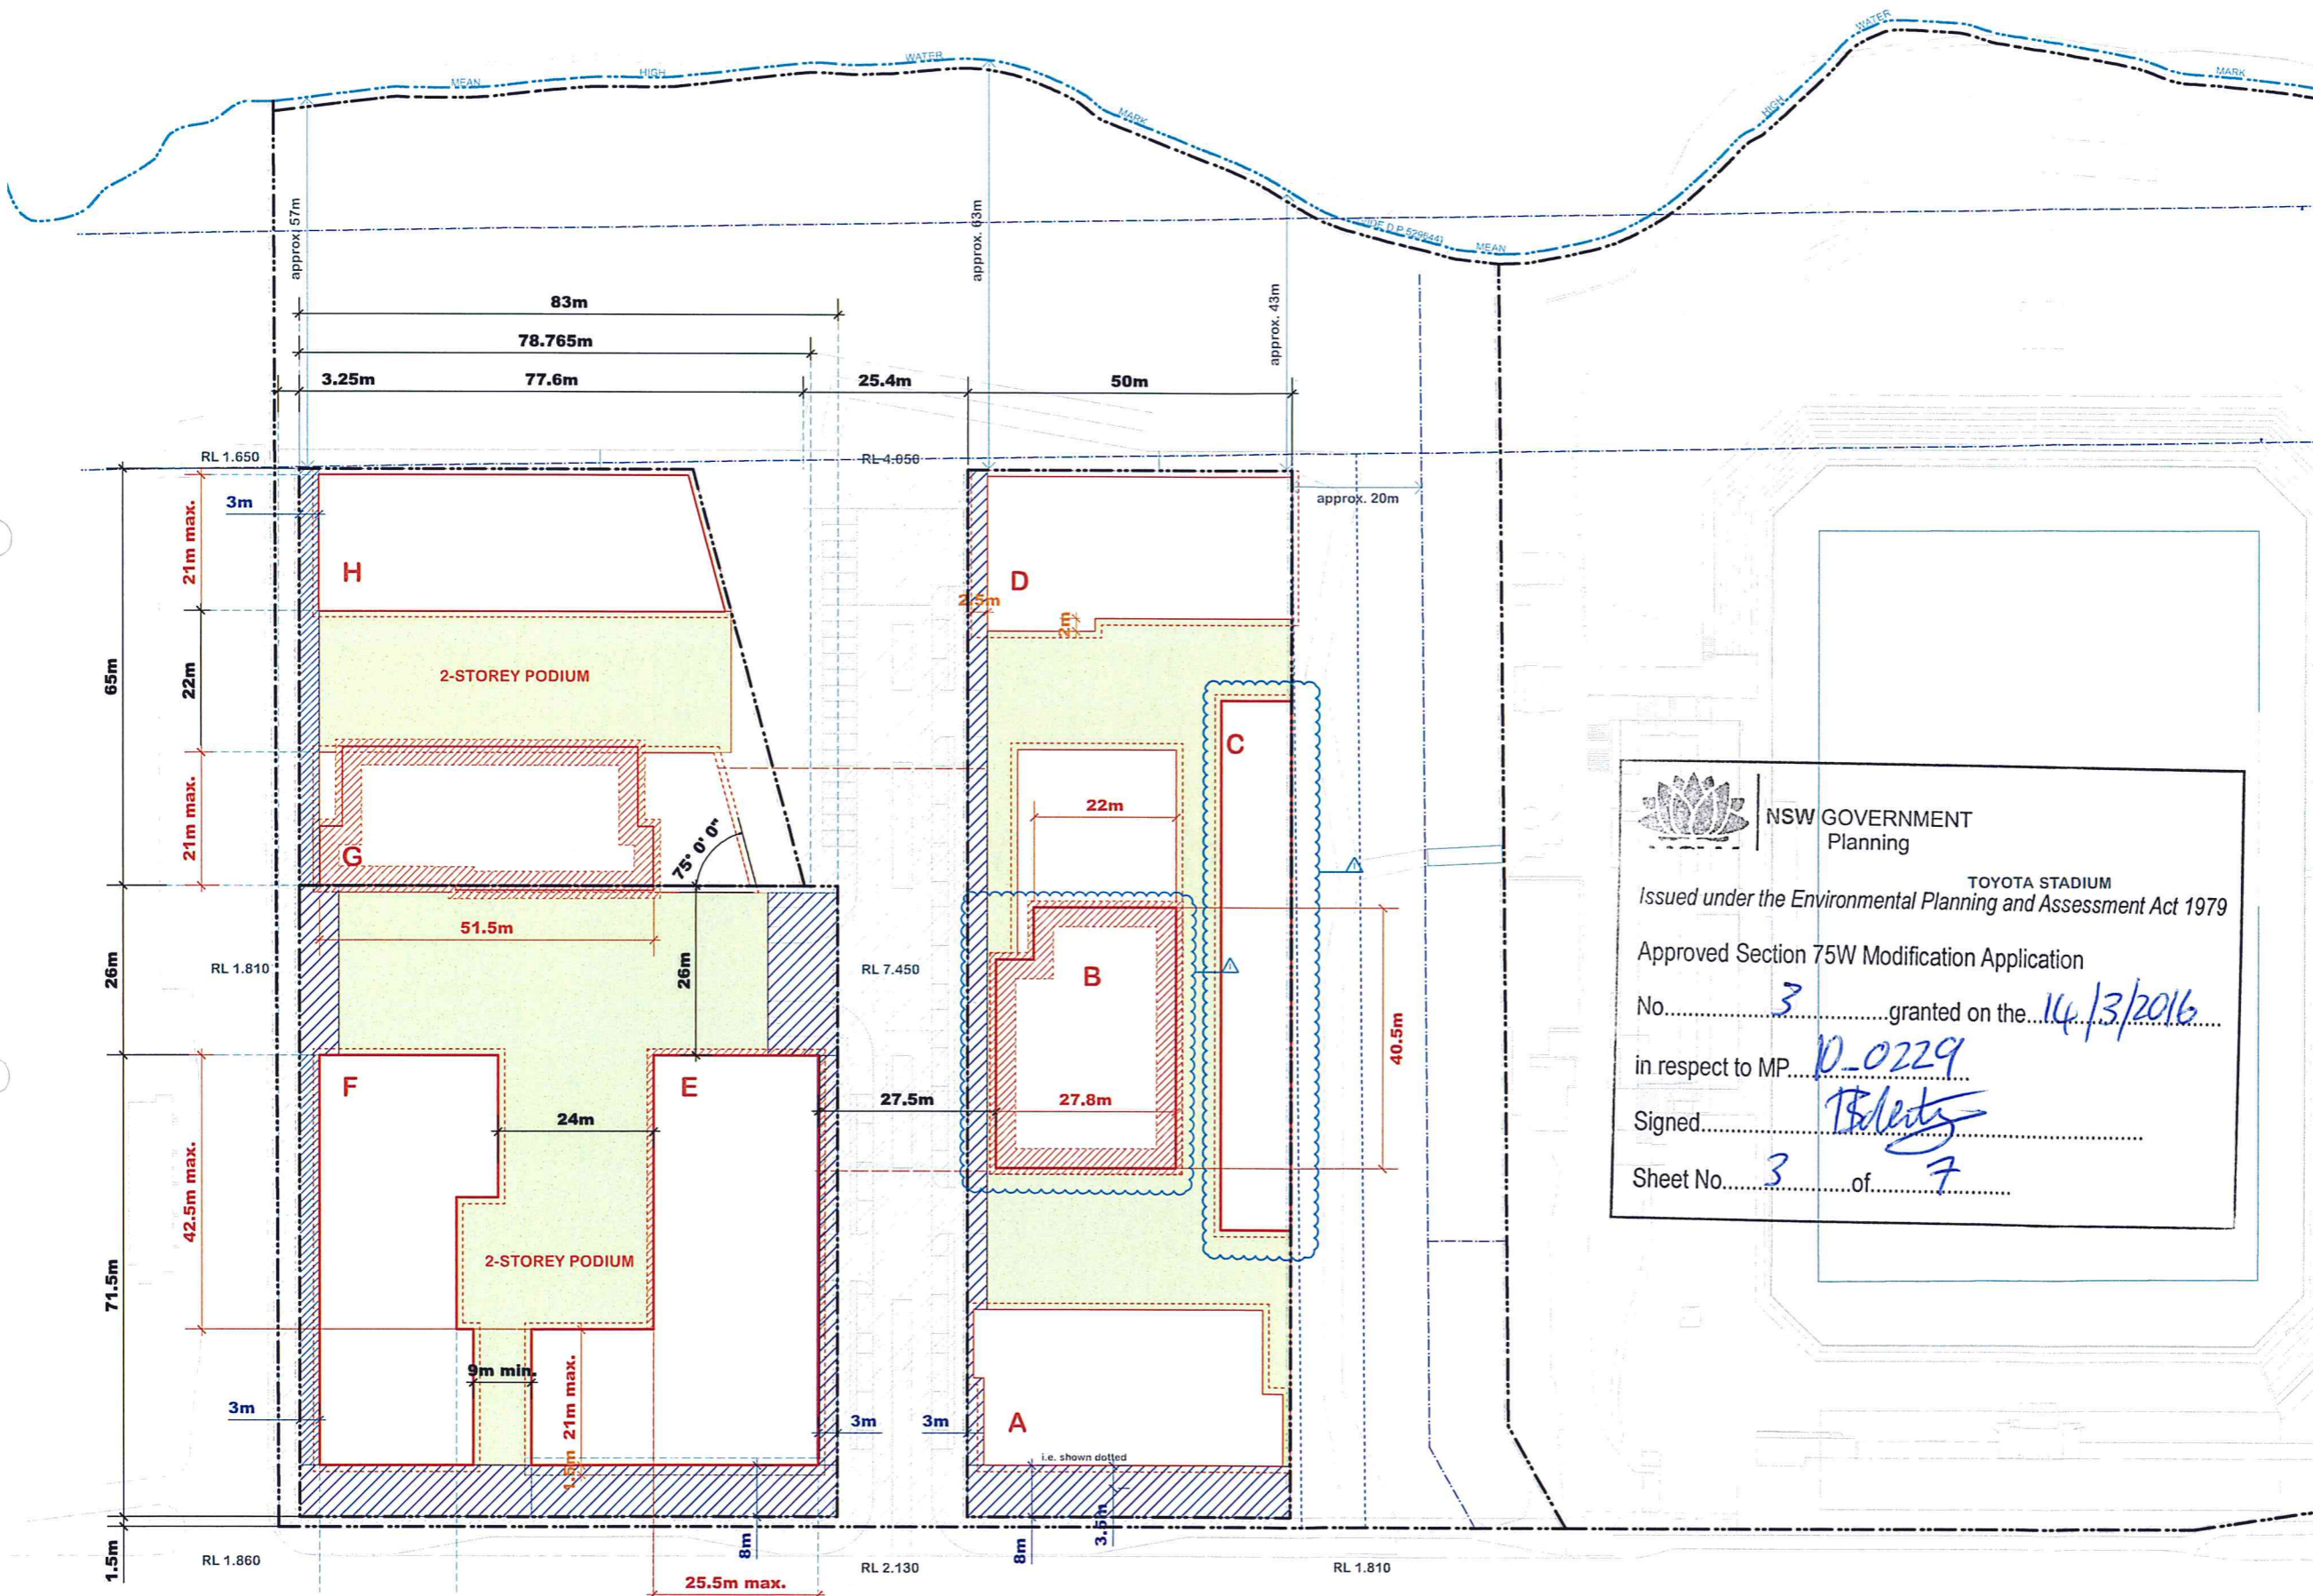 WATER
MEAN
HIGH
WATER
MARK
MARK
HIGH
MEAN
approx. 57m
approx. 63m
approx. 43m
83m
78.765m
3.25m
77.6m
25.4m
50m
RL 1.650
RL 4.050
approx. 20m
3m
21m max.
H
D
2.5m
2m
65m
22m
2-STOREY PODIUM
C
21m max.
22m
G
75° 0' 0"
51.5m
26m
26m
RL 1.810
RL 7.450
B
40.5m
F
E
27.5m
27.8m
24m
42.5m max.
2-STOREY PODIUM
71.5m
9m min.
21m max.
1.5m
3m
3m
3m
A
i.e. shown dotted
8m
8m
3.5m
1.5m
RL 1.860
RL 2.130
RL 1.810
25.5m max.
NSW GOVERNMENT
Planning
TOYOTA STADIUM
Issued under the Environmental Planning and Assessment Act 1979
Approved Section 75W Modification Application
No. 3 granted on the 14/3/2016
in respect to MP 10_0229
Signed
Sheet No. 3 of 7